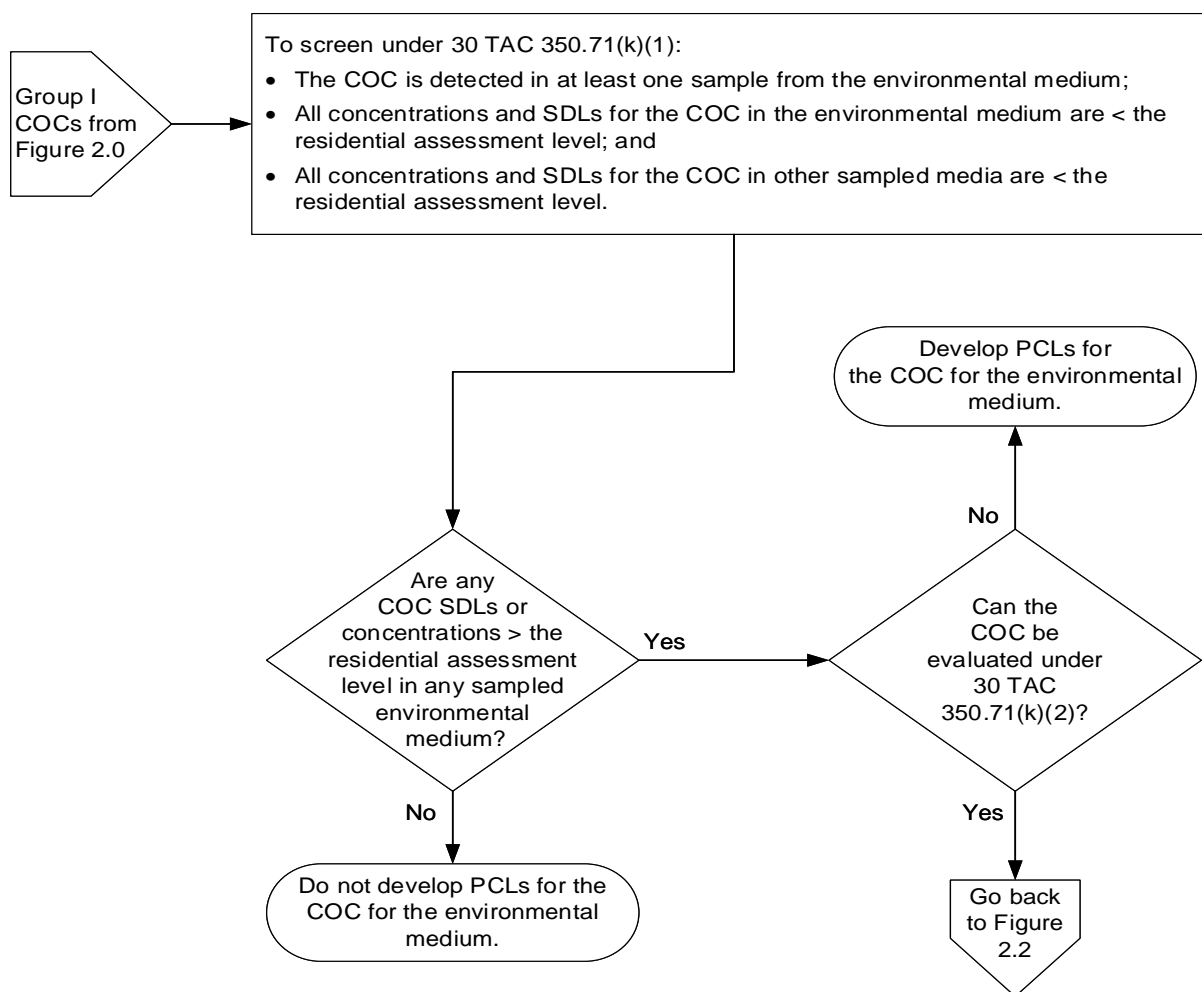 Group I
COCs from
Figure 2.0
To screen under 30 TAC 350.71(k)(1):
• The COC is detected in at least one sample from the environmental medium;
• All concentrations and SDLs for the COC in the environmental medium are < the
residential assessment level; and
• All concentrations and SDLs for the COC in other sampled media are < the
residential assessment level.
Develop PCLs for
the COC for the environmental
medium.
No
Are any
COC SDLs or
concentrations > the
residential assessment
level in any sampled
environmental
medium?
Yes
Can the
COC be
evaluated under
30 TAC
350.71(k)(2)?
No
Yes
Do not develop PCLs for the
COC for the environmental
medium.
Go back
to Figure
2.2